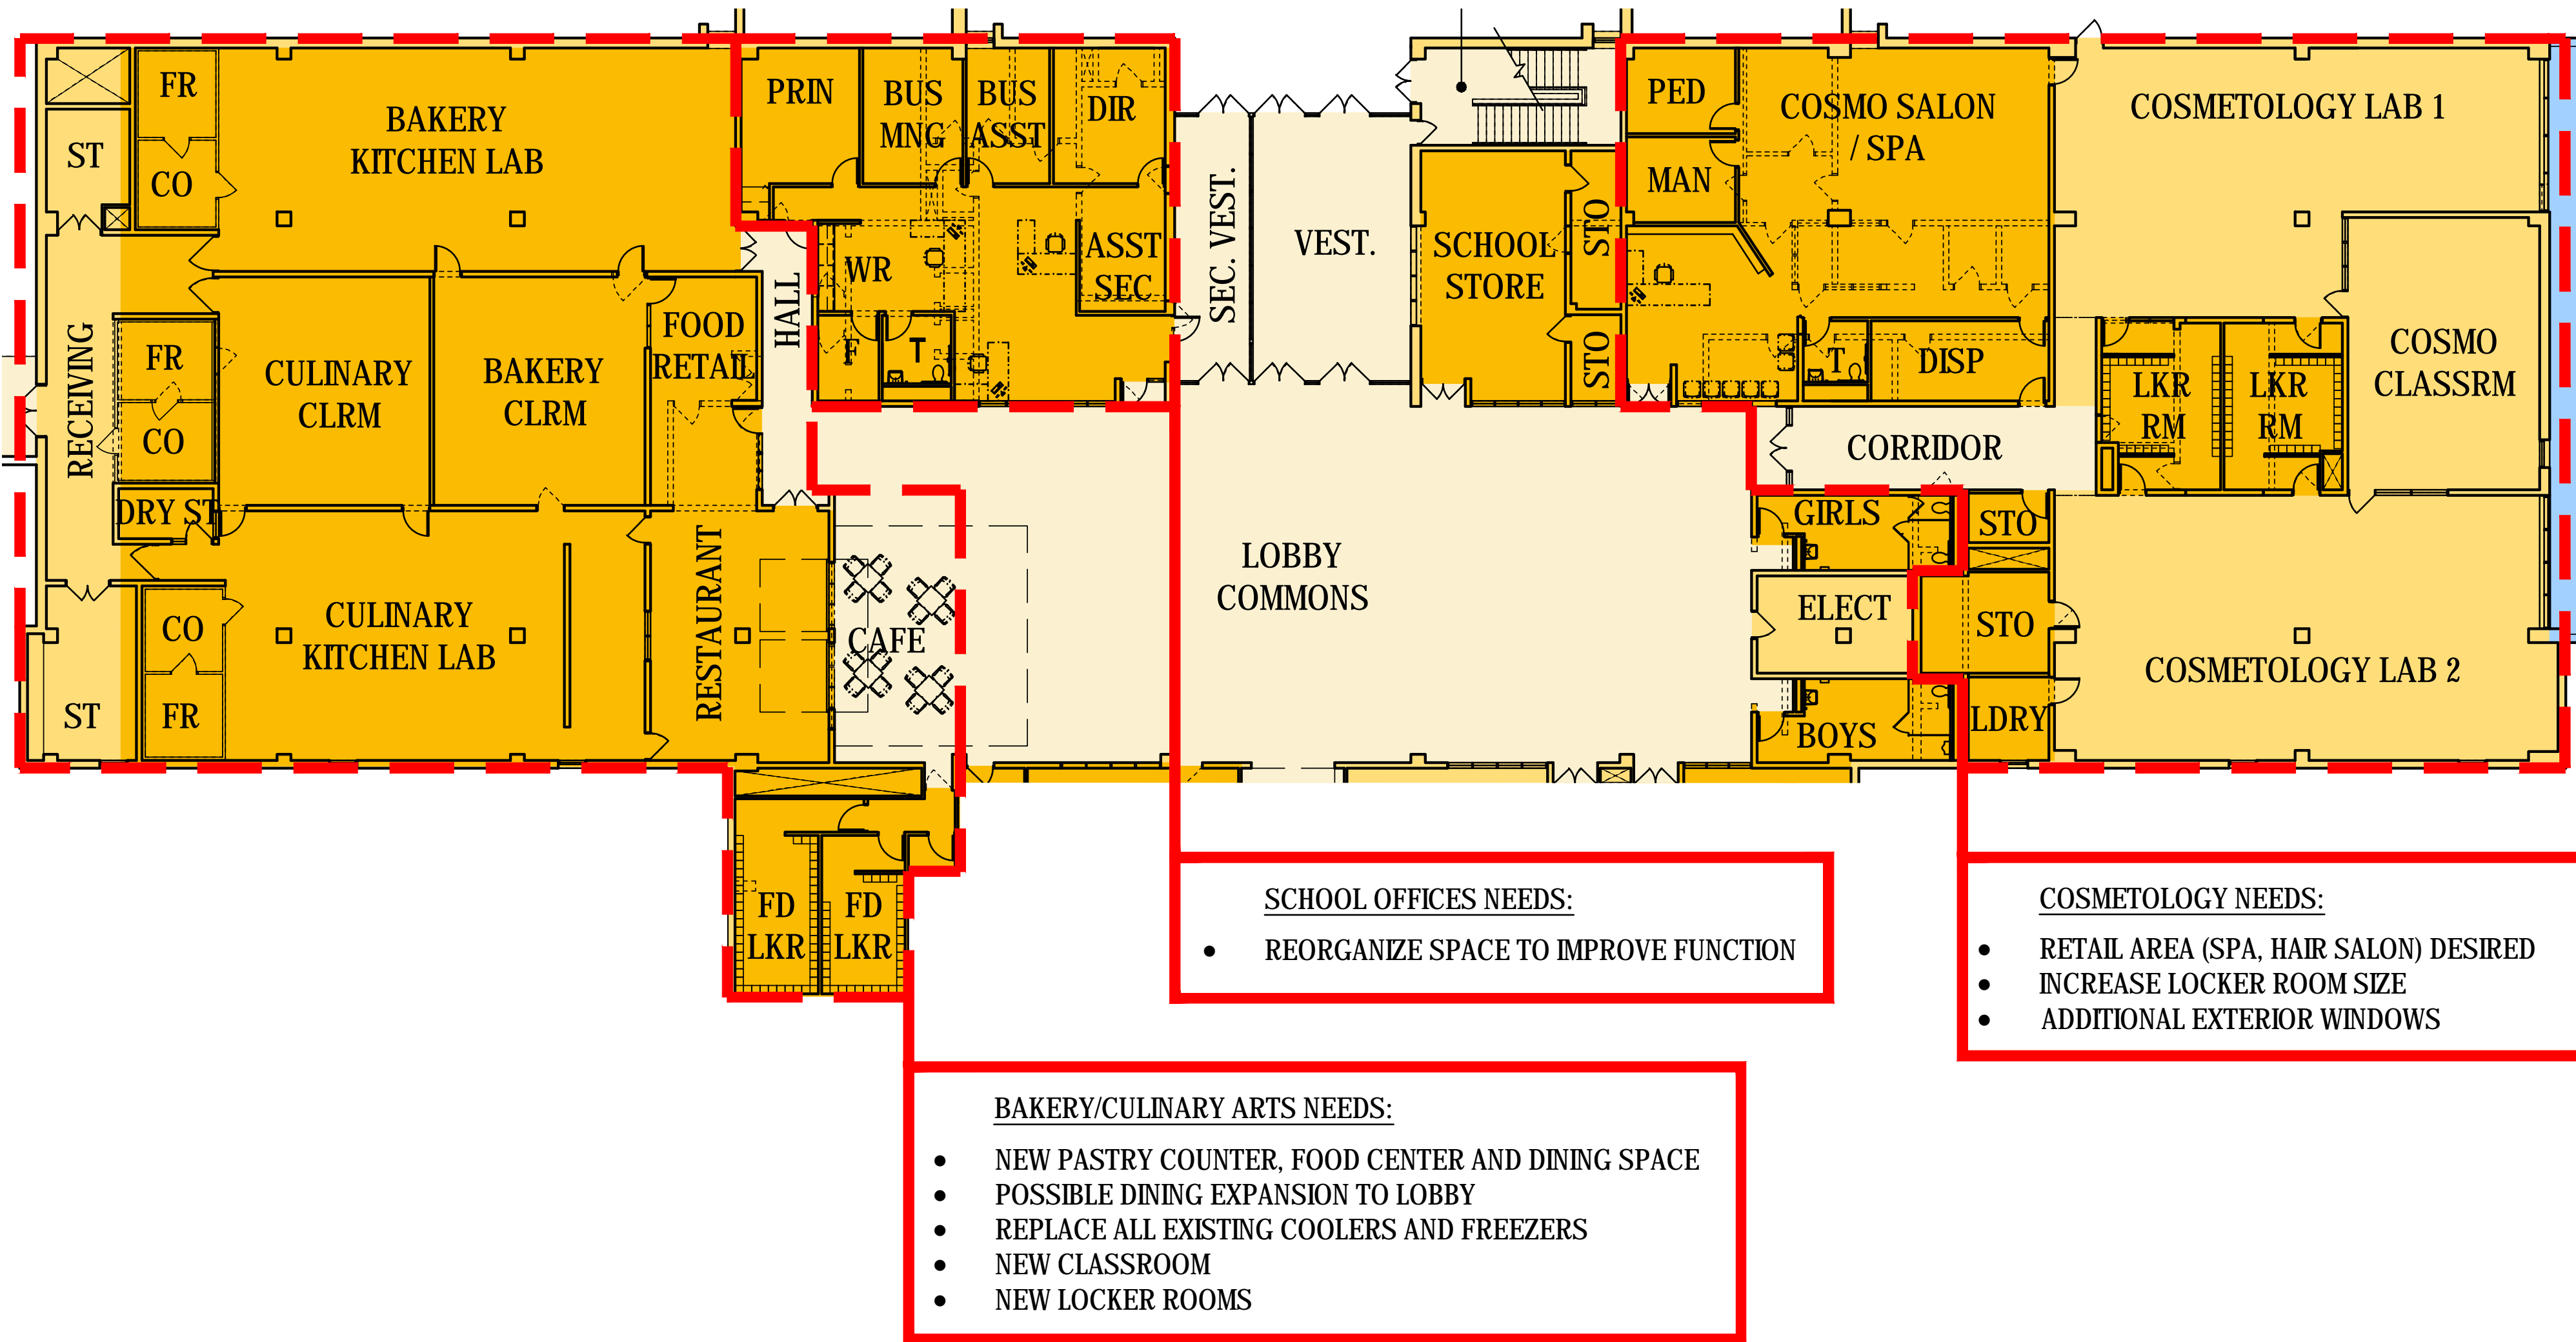 FR
BAKERY
KITCHEN LAB
ST
CO
PRIN
BUS
MNG
BUS
ASST
DIR
WR
ASST
SEC
HALL
FOOD
RETAIL
F
T
RECEIVING
FR
CO
CULINARY
CLRM
BAKERY
CLRM
DRY ST
CO
FR
ST
CULINARY
KITCHEN LAB
RESTAURANT
CAFE
FD
LKR
FD
LKR
SEC. VEST.
VEST.
SCHOOL
STORE
STO
STO
LOBBY
COMMONS
PED
MAN
COSMO SALON
/ SPA
COSMETOLOGY LAB 1
T
DISP
LKR
RM
LKR
RM
COSMO
CLASSRM
CORRIDOR
GIRLS
STO
ELECT
STO
BOYS
LDRY
COSMETOLOGY LAB 2
SCHOOL OFFICES NEEDS:
• REORGANIZE SPACE TO IMPROVE FUNCTION
COSMETOLOGY NEEDS:
• RETAIL AREA (SPA, HAIR SALON) DESIRED
• INCREASE LOCKER ROOM SIZE
• ADDITIONAL EXTERIOR WINDOWS
BAKERY/CULINARY ARTS NEEDS:
• NEW PASTRY COUNTER, FOOD CENTER AND DINING SPACE
• POSSIBLE DINING EXPANSION TO LOBBY
• REPLACE ALL EXISTING COOLERS AND FREEZERS
• NEW CLASSROOM
• NEW LOCKER ROOMS